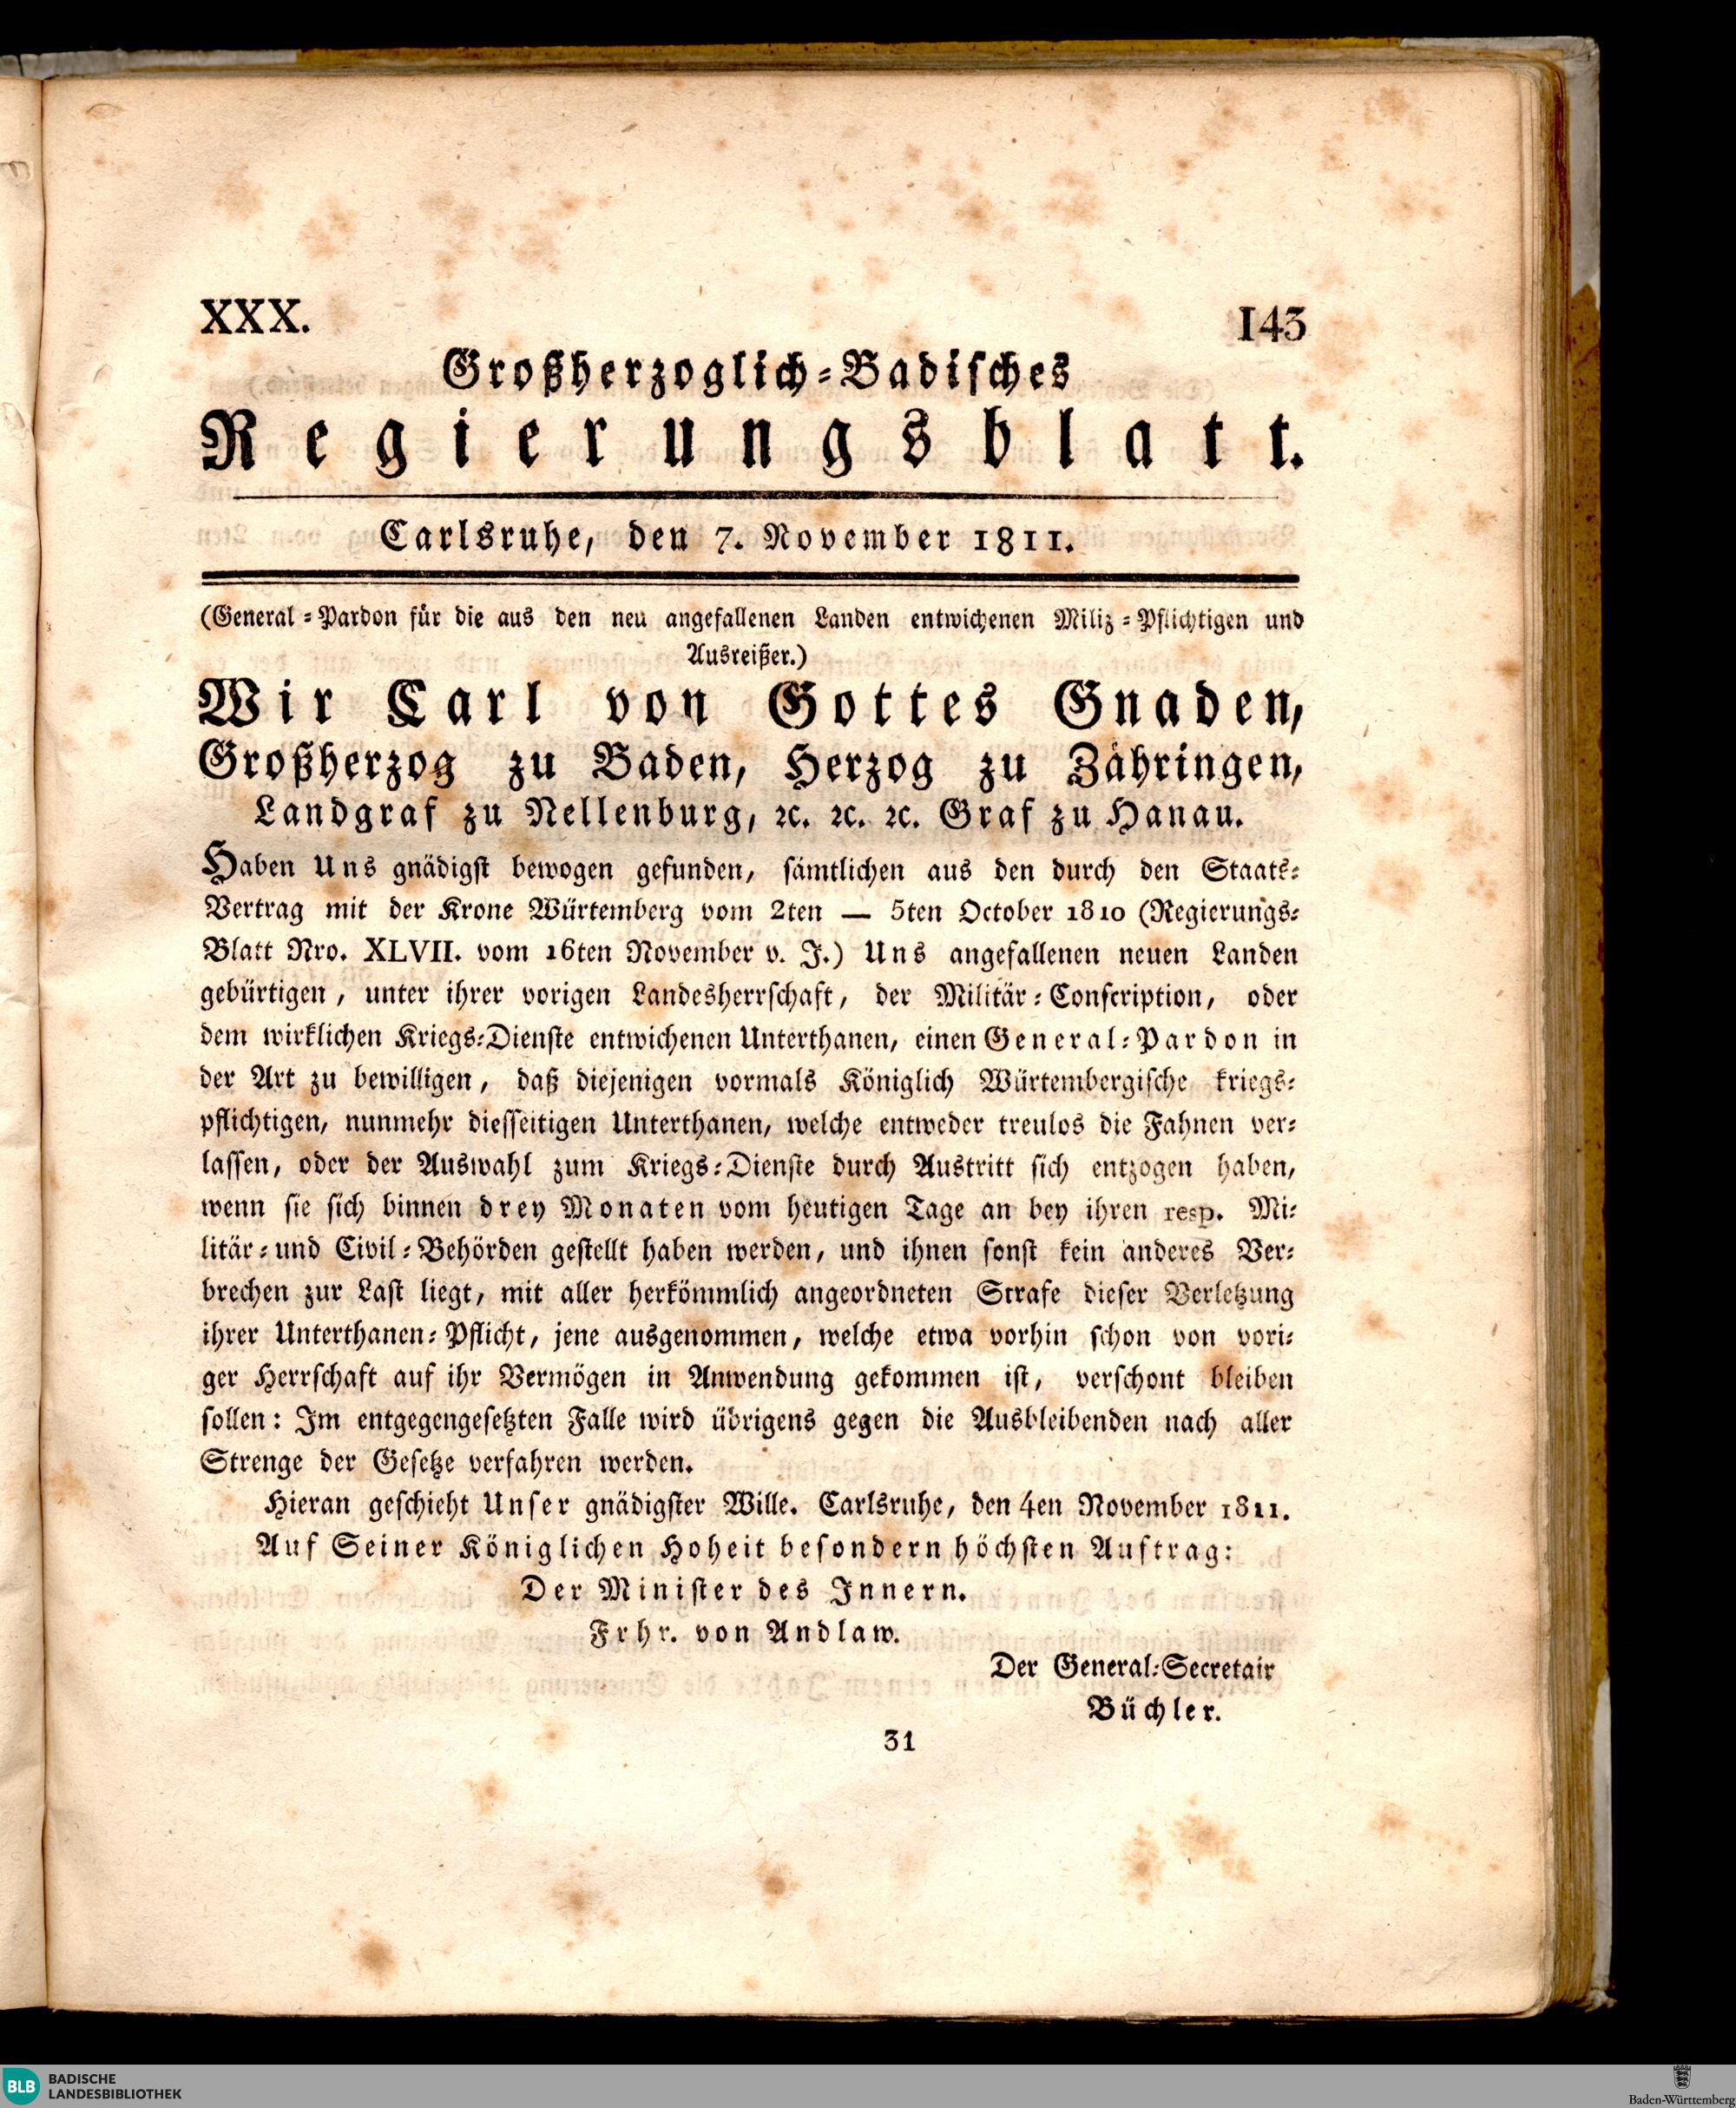 XXX.
143
Großherzoglich-Badisches
Regierungsblatt.
Carlsruhe, den 7. November 1811.
(General-Pardon für die aus den neu angefallenen Landen entwichenen Miliz-Pflichtigen und
Ausreißer.)
Wir Carl von Gottes Gnaden,
Großherzog zu Baden, Herzog zu Zähringen,
Landgraf zu Nellenburg, ꝛc. ꝛc. ꝛc. Graf zu Hanau.
Haben Uns gnädigst bewogen gefunden, sämtlichen aus den durch den Staats-
Vertrag mit der Krone Würtemberg vom 2ten — 5ten October 1810 (Regierungs-
Blatt Nro. XLVII. vom 16ten November v. J.) Uns angefallenen neuen Landen
gebürtigen, unter ihrer vorigen Landesherrschaft, der Militär-Conscription, oder
dem wirklichen Kriegs-Dienste entwichenen Unterthanen, einen General-Pardon in
der Art zu bewilligen, daß diejenigen vormals Königlich Würtembergische kriegs-
pflichtigen, nunmehr diesseitigen Unterthanen, welche entweder treulos die Fahnen ver-
lassen, oder der Auswahl zum Kriegs-Dienste durch Austritt sich entzogen haben,
wenn sie sich binnen drey Monaten vom heutigen Tage an bey ihren resp. Mi-
litär- und Civil-Behörden gestellt haben werden, und ihnen sonst kein anderes Ver-
brechen zur Last liegt, mit aller herkömmlich angeordneten Strafe dieser Verletzung
ihrer Unterthanen-Pflicht, jene ausgenommen, welche etwa vorhin schon von vori-
ger Herrschaft auf ihr Vermögen in Anwendung gekommen ist, verschont bleiben
sollen: Im entgegengesetzten Falle wird übrigens gegen die Ausbleibenden nach aller
Strenge der Gesetze verfahren werden.
Hieran geschieht Unser gnädigster Wille. Carlsruhe, den 4en November 1811.
Auf Seiner Königlichen Hoheit besondern höchsten Auftrag:
Der Minister des Innern.
Frhr. von Andlaw.
Der General-Secretair
Büchler.
31
BLB BADISCHE
LANDESBIBLIOTHEK
Baden-Württemberg